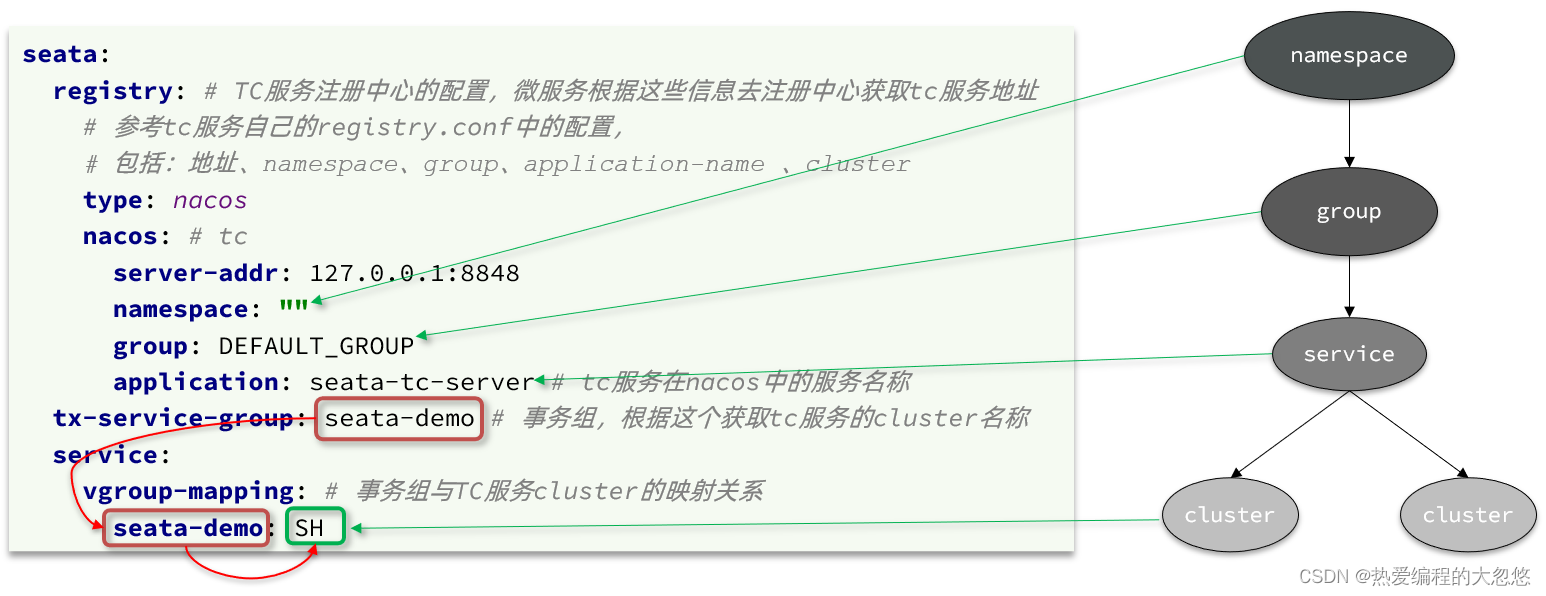 seata:
registry: # TC服务注册中心的配置，微服务根据这些信息去注册中心获取tc服务地址
# 参考tc服务自己的registry.conf中的配置，
# 包括：地址、namespace、group、application-name 、cluster
type: nacos
nacos: # tc
server-addr: 127.0.0.1:8848
namespace: ""
group: DEFAULT_GROUP
application: seata-tc-server # tc服务在nacos中的服务名称
tx-service-group: seata-demo # 事务组，根据这个获取tc服务的cluster名称
service:
vgroup-mapping: # 事务组与TC服务cluster的映射关系
seata-demo: SH
namespace
group
service
cluster
cluster
CSDN @热爱编程的大忽悠